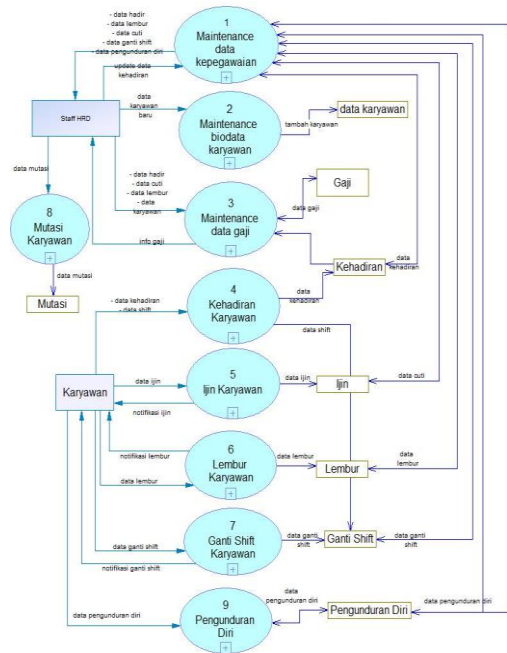 - data hadir
- data lembur
- data cuti
- data ganti shift
- data pengunduran diri
update data
kehadiran
1
Maintenance
data
kepegawaian
Staff HRD
data
karyawan
baru
2
Maintenance
biodata
karyawan
tambah karyawan
data karyawan
data mutasi
- data hadir
- data cuti
- data lembur
- data
karyawan
info gaji
3
Maintenance
data gaji
data gaji
Gaji
8
Mutasi
Karyawan
data mutasi
Mutasi
Kehadiran
data
kehadiran
4
Kehadiran
Karyawan
data
kehadiran
- data kehadiran
- data shift
data shift
Karyawan
data ijin
notifikasi ijin
5
Ijin Karyawan
data ijin
Ijin
data cuti
notifikasi lembur
data lembur
6
Lembur
Karyawan
data lembur
Lembur
data
lembur
data ganti shift
notifikasi ganti shift
7
Ganti Shift
Karyawan
data ganti
shift
Ganti Shift
data ganti
shift
data pengunduran diri
9
Pengunduran
Diri
data
pengunduran diri
Pengunduran Diri
data pengunduran diri